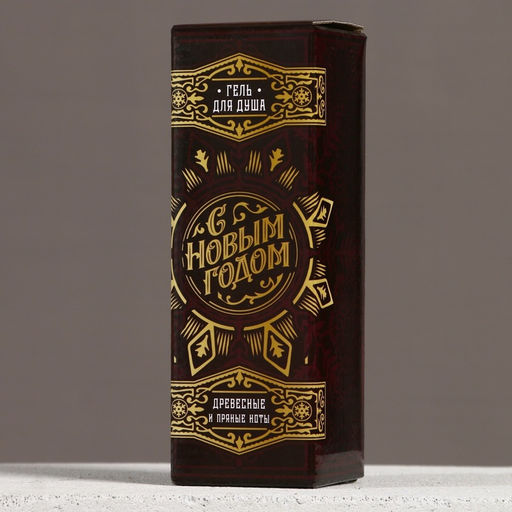 • ГЕЛЬ •
ДЛЯ ДУША
С
НОВЫМ
ГОДОМ
ДРЕВЕСНЫЕ
И ПРЯНЫЕ НОТЫ